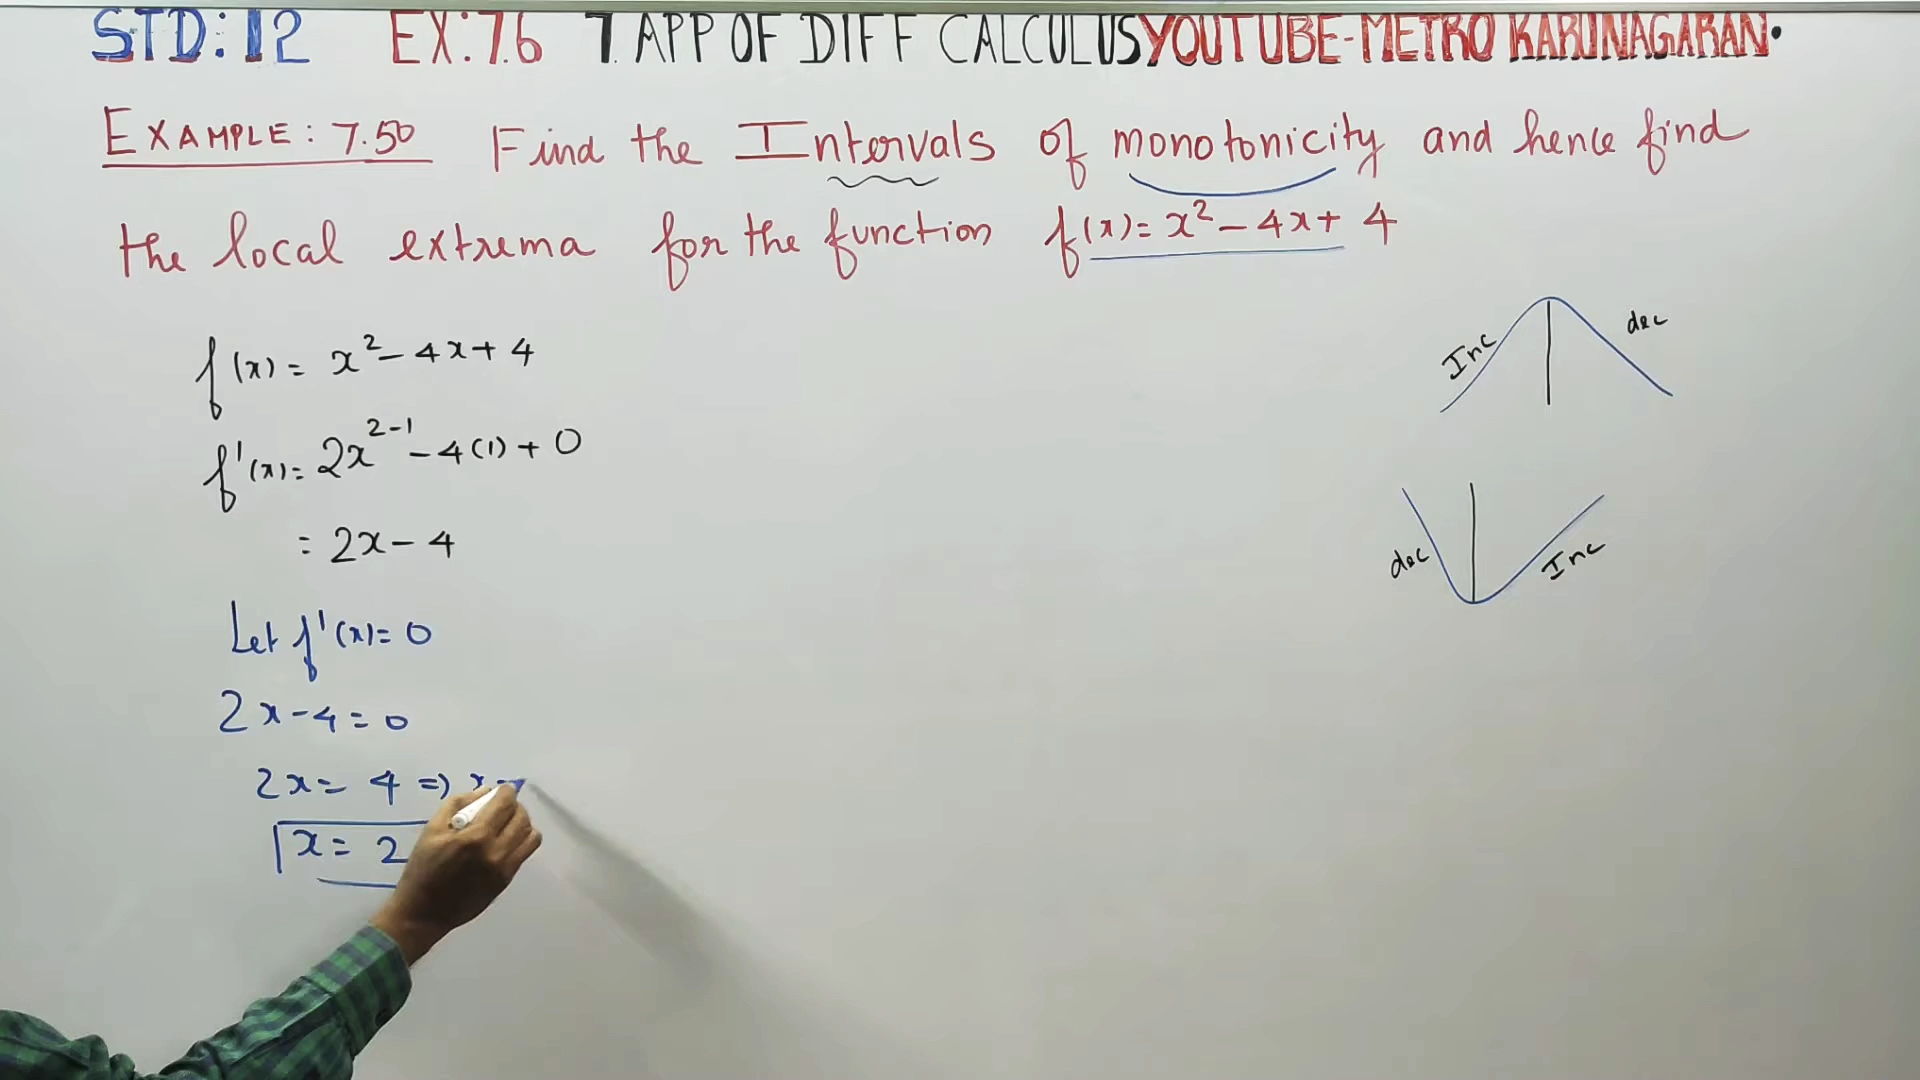 STD: 12 EX: 7.6 7. APP OF DIFF CALCULUS YOUTUBE-METRO KARUNAGARAN.
EXAMPLE: 7.50 Find the Intervals of monotonicity and hence find
the local extrema for the function f(x) = x² - 4x + 4
f(x) = x² - 4x + 4
f'(x) = 2x²⁻¹ - 4(1) + 0
= 2x - 4
Let f'(x) = 0
2x - 4 = 0
2x = 4 ⇒ x =
x = 2
Inc dec
dec Inc